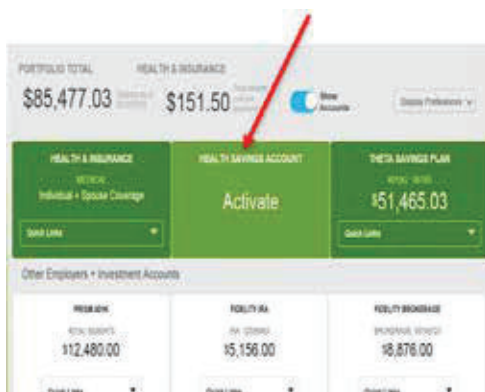 PORTFOLIO TOTAL HEALTH & INSURANCE
$85,477.03 $151.50 Show Accounts Display Preferences
HEALTH & INSURANCE HEALTH SAVINGS ACCOUNT THETA SAVINGS PLAN
MEDICAL
Individual + Spouse Coverage Activate $51,465.03
Quick Links Quick Links
Other Employers + Investment Accounts
PRISM 401K FIDELITY IRA FIDELITY BROKERAGE
$12,480.00 $5,156.00 $8,876.00
Quick Links Quick Links Quick Links